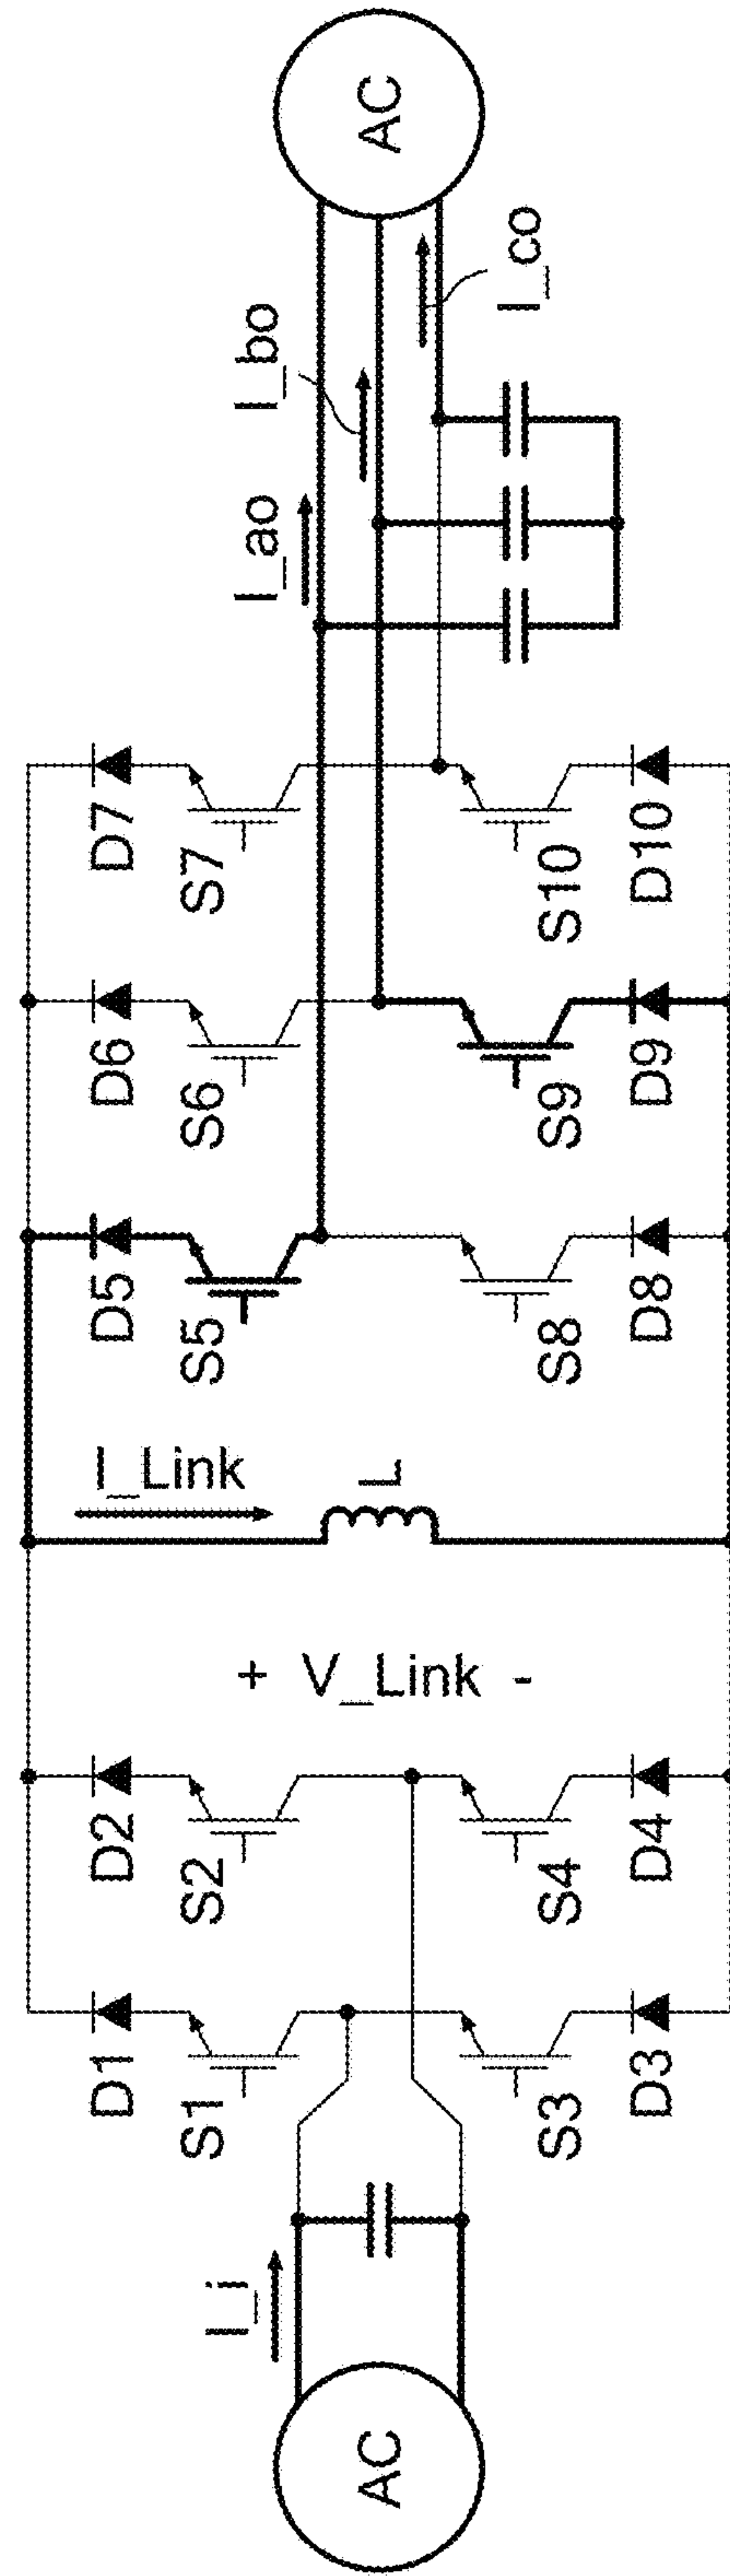 AC
I_i
D1
S1
S3
D3
D2
S2
S4
D4
+ V_Link -
I_Link
L
D5
S5
S8
D8
D6
S6
S9
D9
D7
S7
S10
D10
I_ao
I_bo
I_co
AC